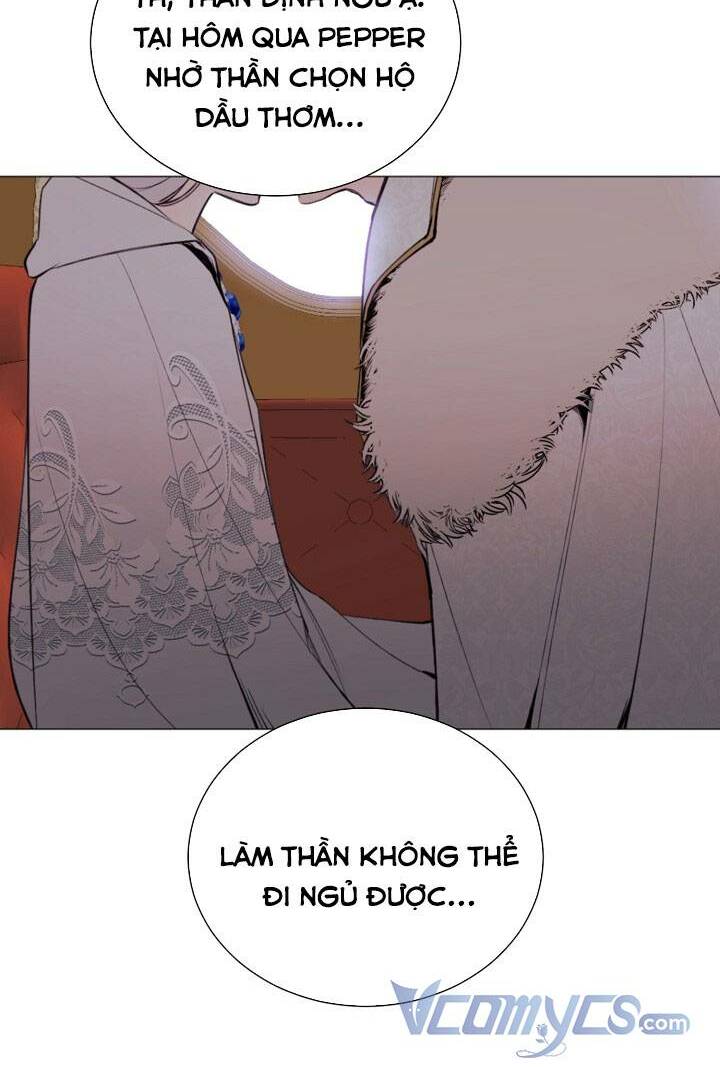 TẠI HÔM QUA PEPPER
NHỜ THẦN CHỌN HỘ
DẦU THƠM...
LÀM THẦN KHÔNG THỂ
ĐI NGỦ ĐƯỢC...
VCOMYCS.com